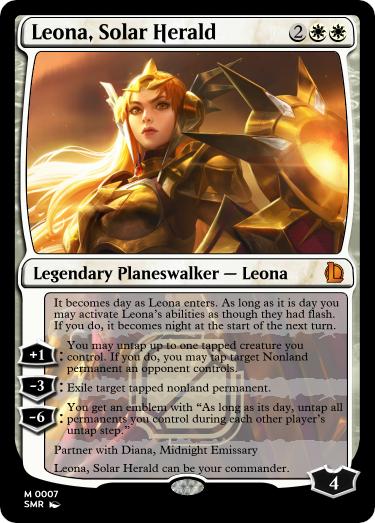 Leona, Solar Herald 2
Legendary Planeswalker — Leona
It becomes day as Leona enters. As long as it is day you
may activate Leona's abilities as though they had flash.
If you do, it becomes night at the start of the next turn.
+1: You may untap up to one tapped creature you
control. If you do, you may tap target Nonland
permanent an opponent controls.
-3: Exile target tapped nonland permanent.
-6: You get an emblem with “As long as its day, untap all
permanents you control during each other player's
untap step.”
Partner with Diana, Midnight Emissary
Leona, Solar Herald can be your commander.
4
M 0007
SMR